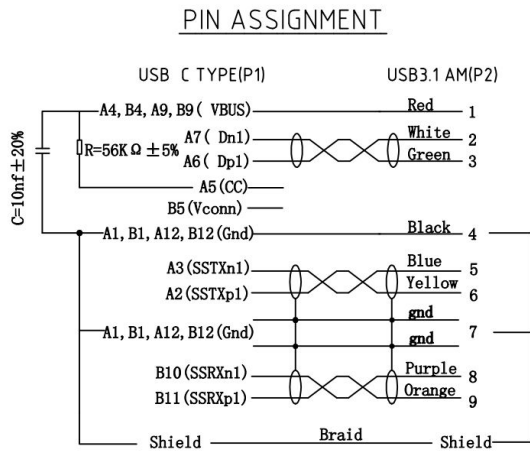 PIN ASSIGNMENT
USB C TYPE(P1) USB3.1 AM(P2)
A4, B4, A9, B9( VBUS) Red 1
A7( Dn1) White 2
R=56KΩ ±5%
A6( Dp1) Green 3
C=10nf±20%
A5(CC)
B5(Vconn)
A1, B1, A12, B12(Gnd) Black 4
A3(SSTXn1) Blue 5
A2(SSTXp1) Yellow 6
gnd
A1, B1, A12, B12(Gnd) 7
gnd
B10(SSRXn1) Purple 8
B11(SSRXp1) Orange 9
Shield Braid Shield